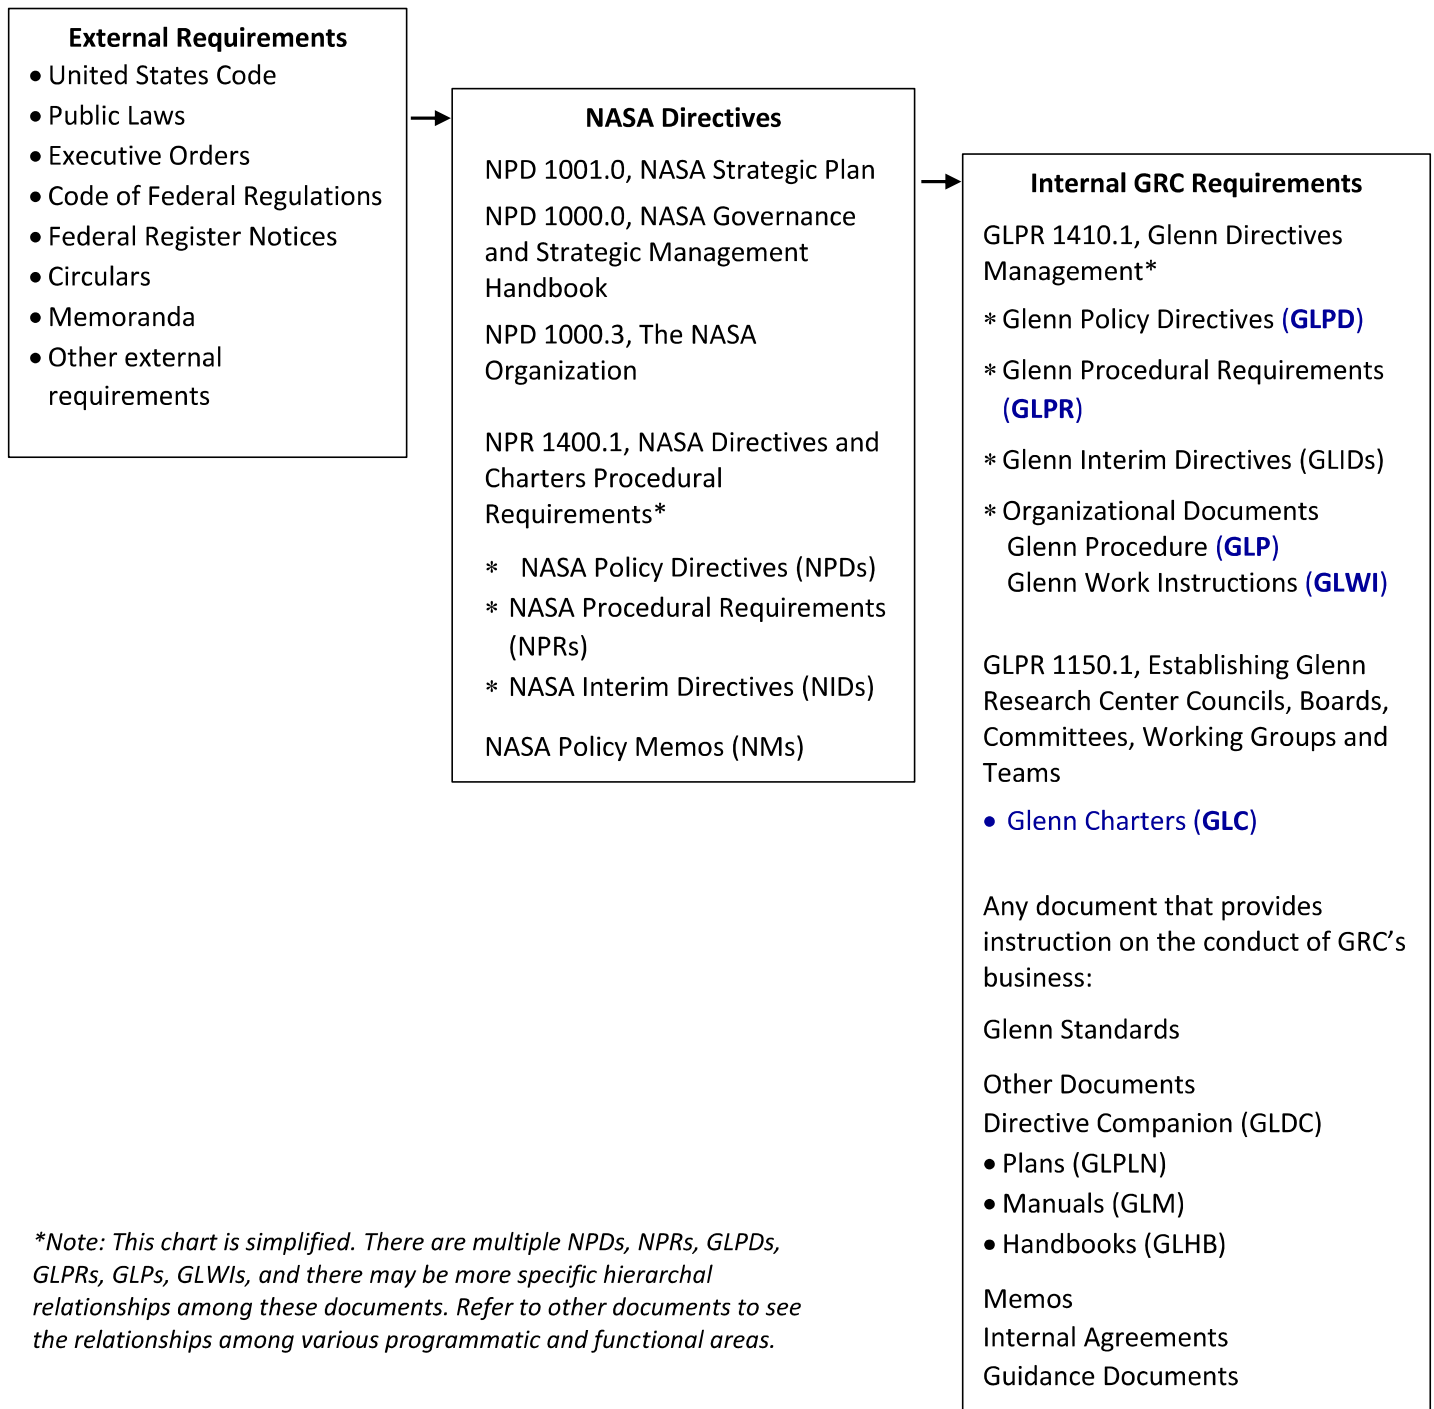 External Requirements
• United States Code
• Public Laws
• Executive Orders
• Code of Federal Regulations
• Federal Register Notices
• Circulars
• Memoranda
• Other external
requirements
NASA Directives
NPD 1001.0, NASA Strategic Plan
NPD 1000.0, NASA Governance
and Strategic Management
Handbook
NPD 1000.3, The NASA
Organization
NPR 1400.1, NASA Directives and
Charters Procedural
Requirements*
* NASA Policy Directives (NPDs)
* NASA Procedural Requirements
(NPRs)
* NASA Interim Directives (NIDs)
NASA Policy Memos (NMs)
Internal GRC Requirements
GLPR 1410.1, Glenn Directives
Management*
* Glenn Policy Directives (GLPD)
* Glenn Procedural Requirements
(GLPR)
* Glenn Interim Directives (GLIDs)
* Organizational Documents
Glenn Procedure (GLP)
Glenn Work Instructions (GLWI)
GLPR 1150.1, Establishing Glenn
Research Center Councils, Boards,
Committees, Working Groups and
Teams
• Glenn Charters (GLC)
Any document that provides
instruction on the conduct of GRC’s
business:
Glenn Standards
Other Documents
Directive Companion (GLDC)
• Plans (GLPLN)
• Manuals (GLM)
• Handbooks (GLHB)
Memos
Internal Agreements
Guidance Documents
*Note: This chart is simplified. There are multiple NPDs, NPRs, GLPDs,
GLPRs, GLPs, GLWIs, and there may be more specific hierarchal
relationships among these documents. Refer to other documents to see
the relationships among various programmatic and functional areas.